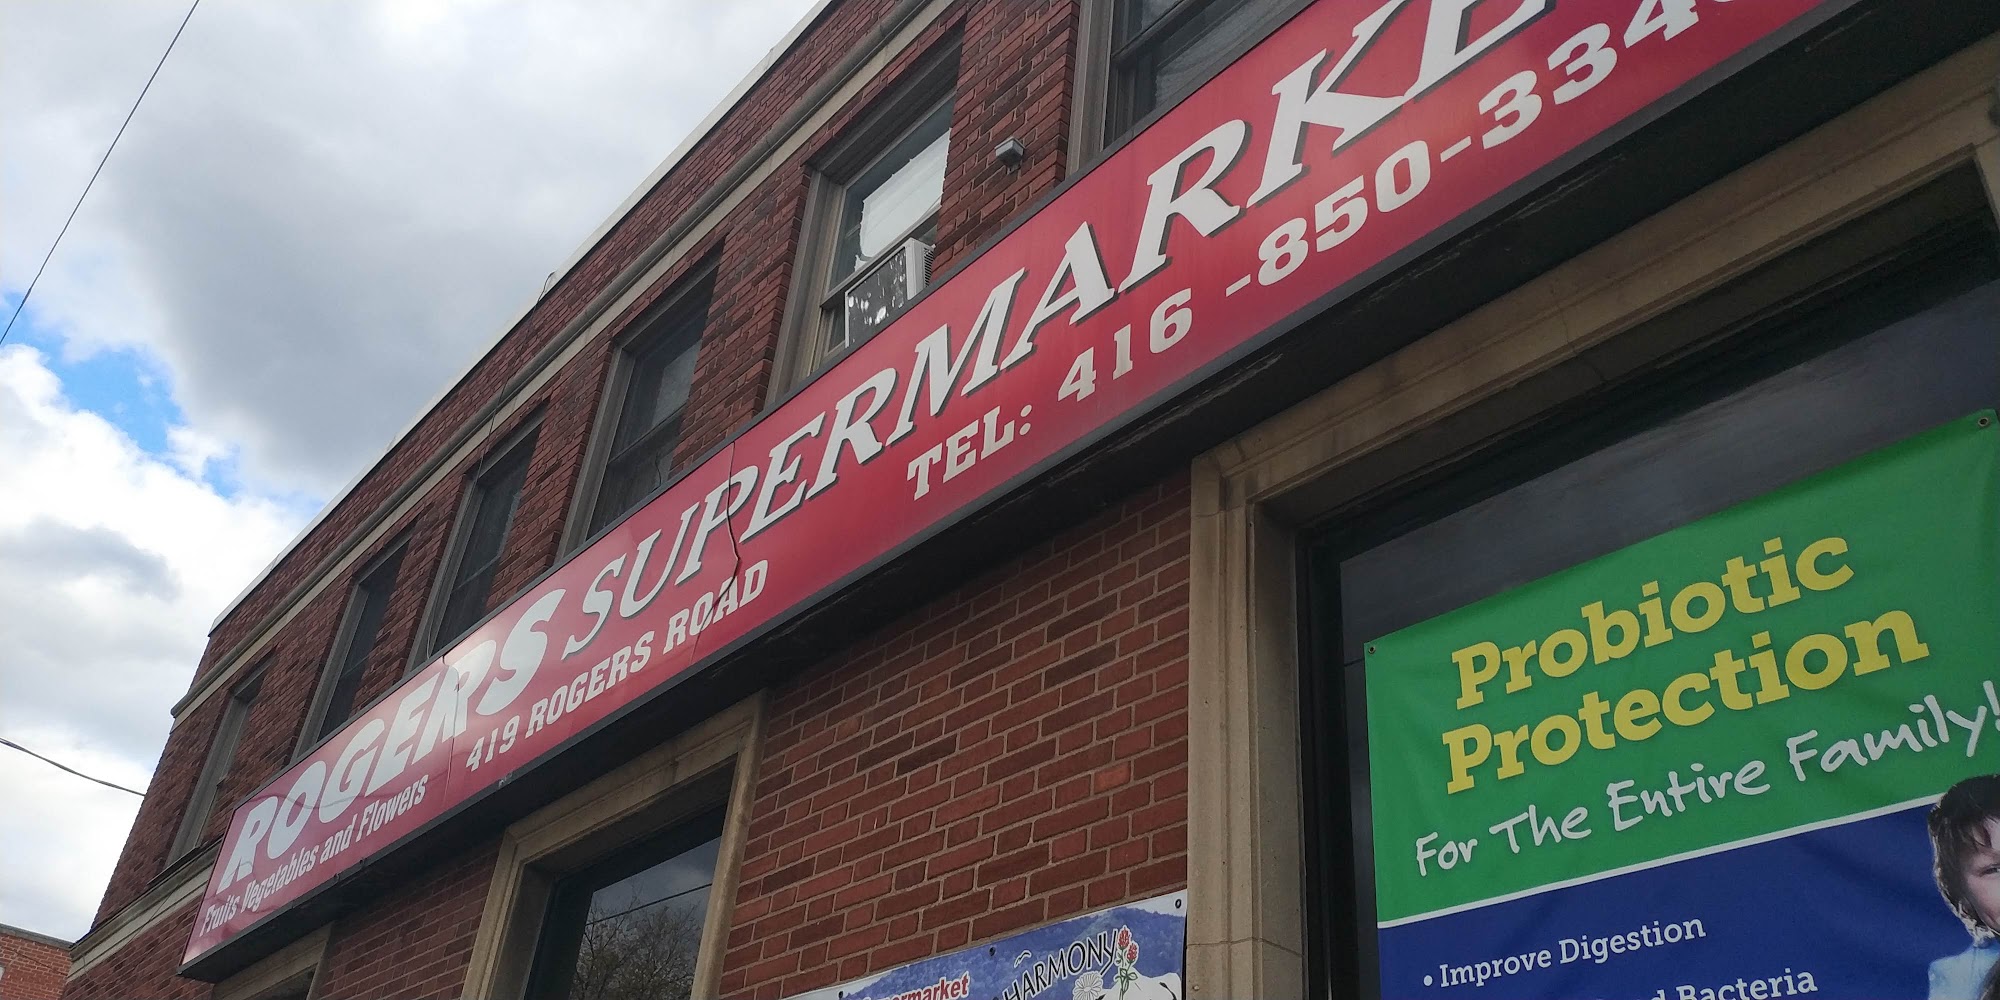 ROGERS SUPERMARKE
Fruits Vegetables and Flowers
419 ROGERS ROAD
TEL: 416-850-334
Probiotic
Protection
For The Entire Family!
• Improve Digestion
Bacteria
HARMONY